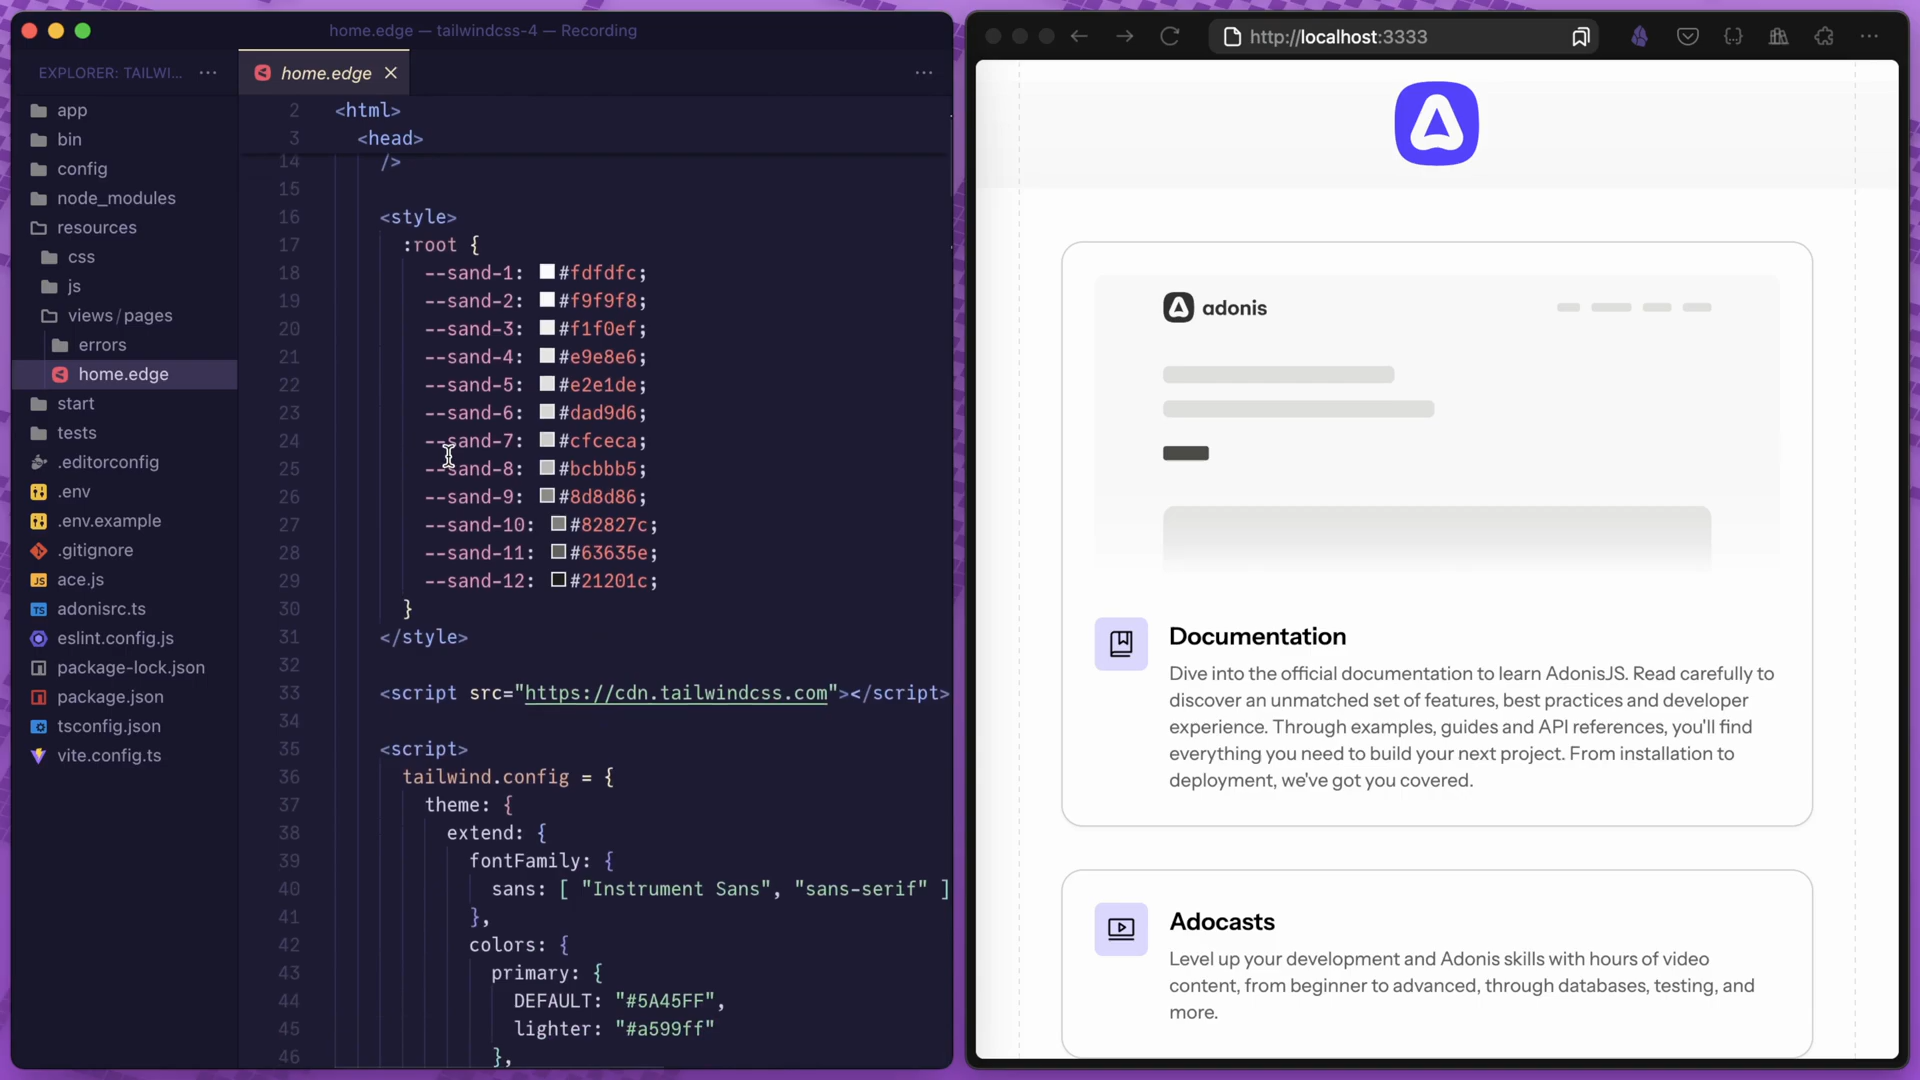 home.edge — tailwindcss-4 — Recording
EXPLORER: TAILWI... ···
home.edge
···
app
bin
config
node_modules
resources
css
js
views/pages
errors
home.edge
start
tests
.editorconfig
.env
.env.example
.gitignore
JS ace.js
TS adonisrc.ts
eslint.config.js
package-lock.json
package.json
tsconfig.json
vite.config.ts
2 <html>
3 <head>
14 />
15
16 <style>
17 :root {
18 --sand-1: #fdfdfc;
19 --sand-2: #f9f9f8;
20 --sand-3: #f1f0ef;
21 --sand-4: #e9e8e6;
22 --sand-5: #e2e1de;
23 --sand-6: #dad9d6;
24 --sand-7: #cfceca;
25 --sand-8: #bcbbb5;
26 --sand-9: #8d8d86;
27 --sand-10: #82827c;
28 --sand-11: #63635e;
29 --sand-12: #21201c;
30 }
31 </style>
32
33 <script src="https://cdn.tailwindcss.com"></script>
34
35 <script>
36 tailwind.config = {
37 theme: {
38 extend: {
39 fontFamily: {
40 sans: [ "Instrument Sans", "sans-serif" ]
41 },
42 colors: {
43 primary: {
44 DEFAULT: "#5A45FF",
45 lighter: "#a599ff"
46 },
http://localhost:3333
adonis
Documentation
Dive into the official documentation to learn AdonisJS. Read carefully to
discover an unmatched set of features, best practices and developer
experience. Through examples, guides and API references, you'll find
everything you need to build your next project. From installation to
deployment, we've got you covered.
Adocasts
Level up your development and Adonis skills with hours of video
content, from beginner to advanced, through databases, testing, and
more.